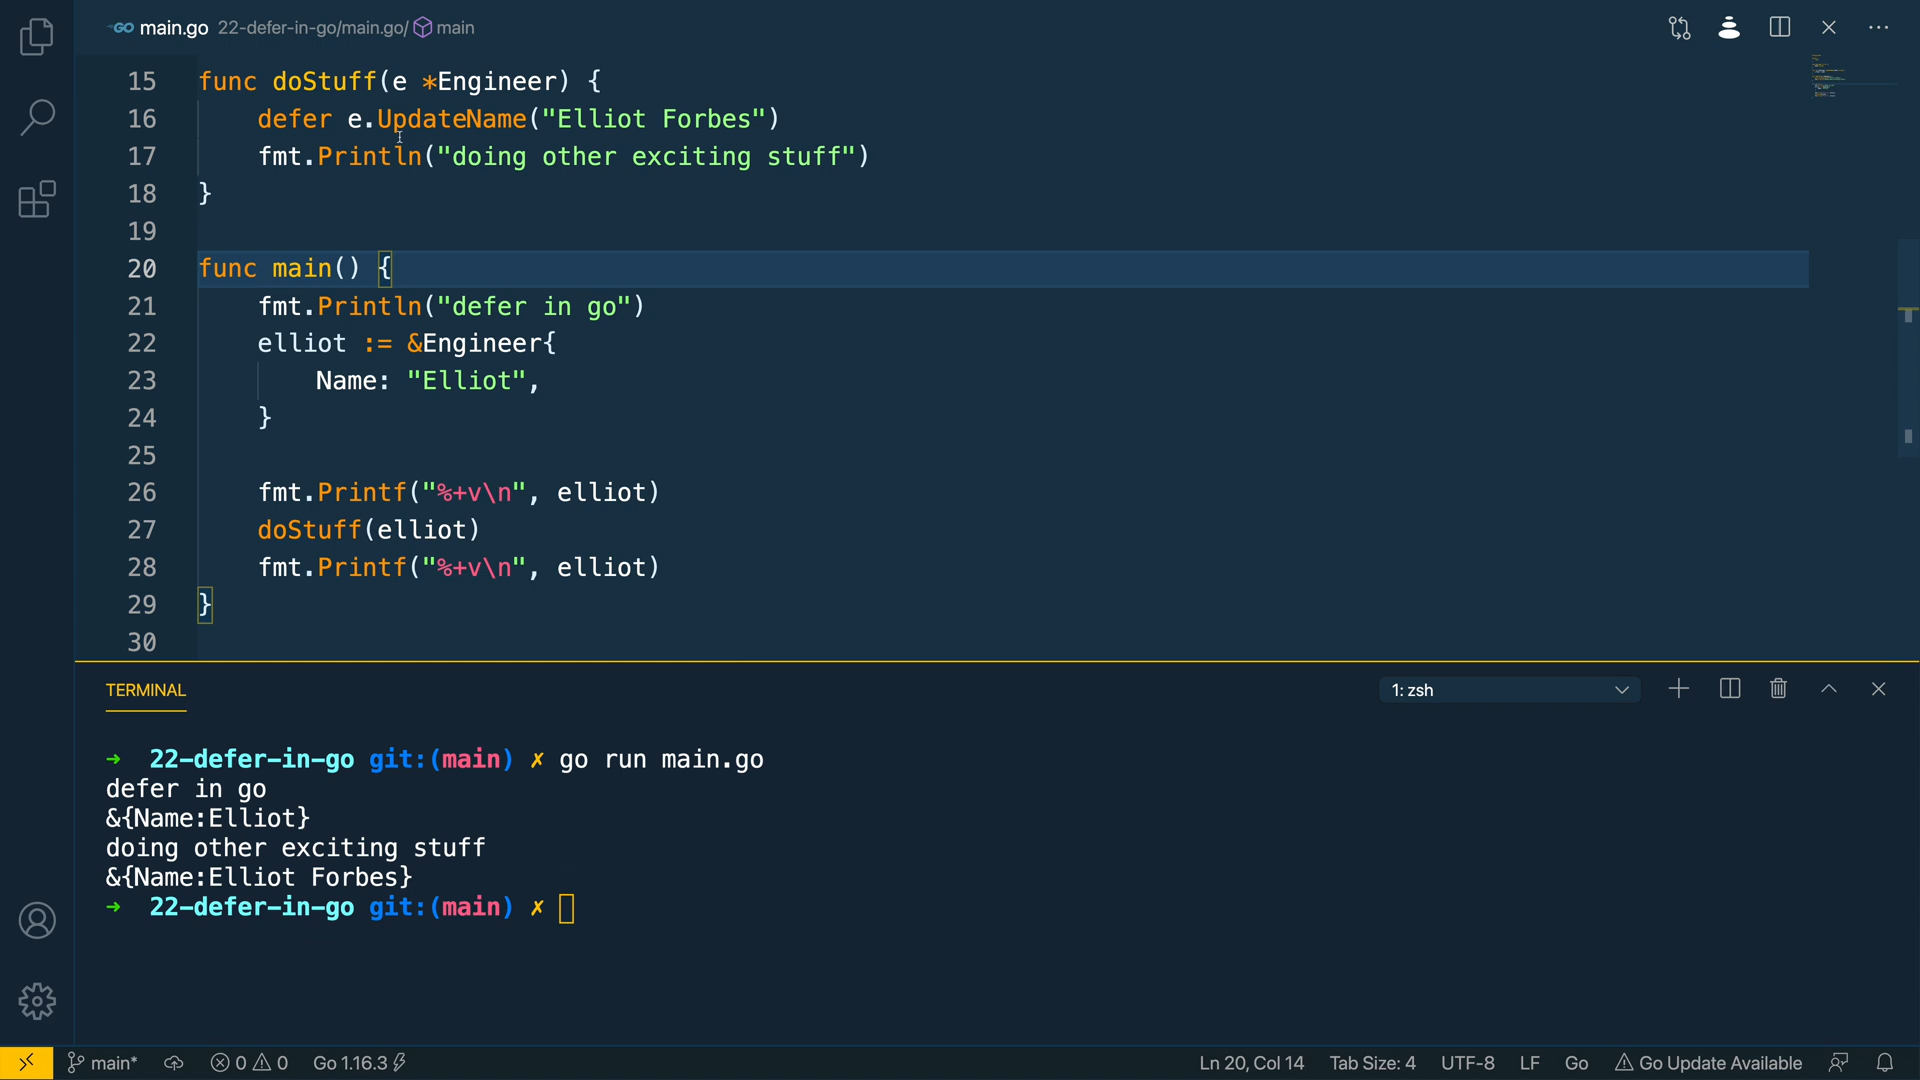 GO main.go 22-defer-in-go/main.go/ main
15 func doStuff(e *Engineer) {
16     defer e.UpdateName("Elliot Forbes")
17     fmt.Println("doing other exciting stuff")
18 }
19
20 func main() {
21     fmt.Println("defer in go")
22     elliot := &Engineer{
23         Name: "Elliot",
24     }
25
26     fmt.Printf("%+v\n", elliot)
27     doStuff(elliot)
28     fmt.Printf("%+v\n", elliot)
29 }
30
TERMINAL 1: zsh
➜ 22-defer-in-go git:(main) ✗ go run main.go
defer in go
&{Name:Elliot}
doing other exciting stuff
&{Name:Elliot Forbes}
➜ 22-defer-in-go git:(main) ✗
main* 0 0 Go 1.16.3 Ln 20, Col 14 Tab Size: 4 UTF-8 LF Go Go Update Available